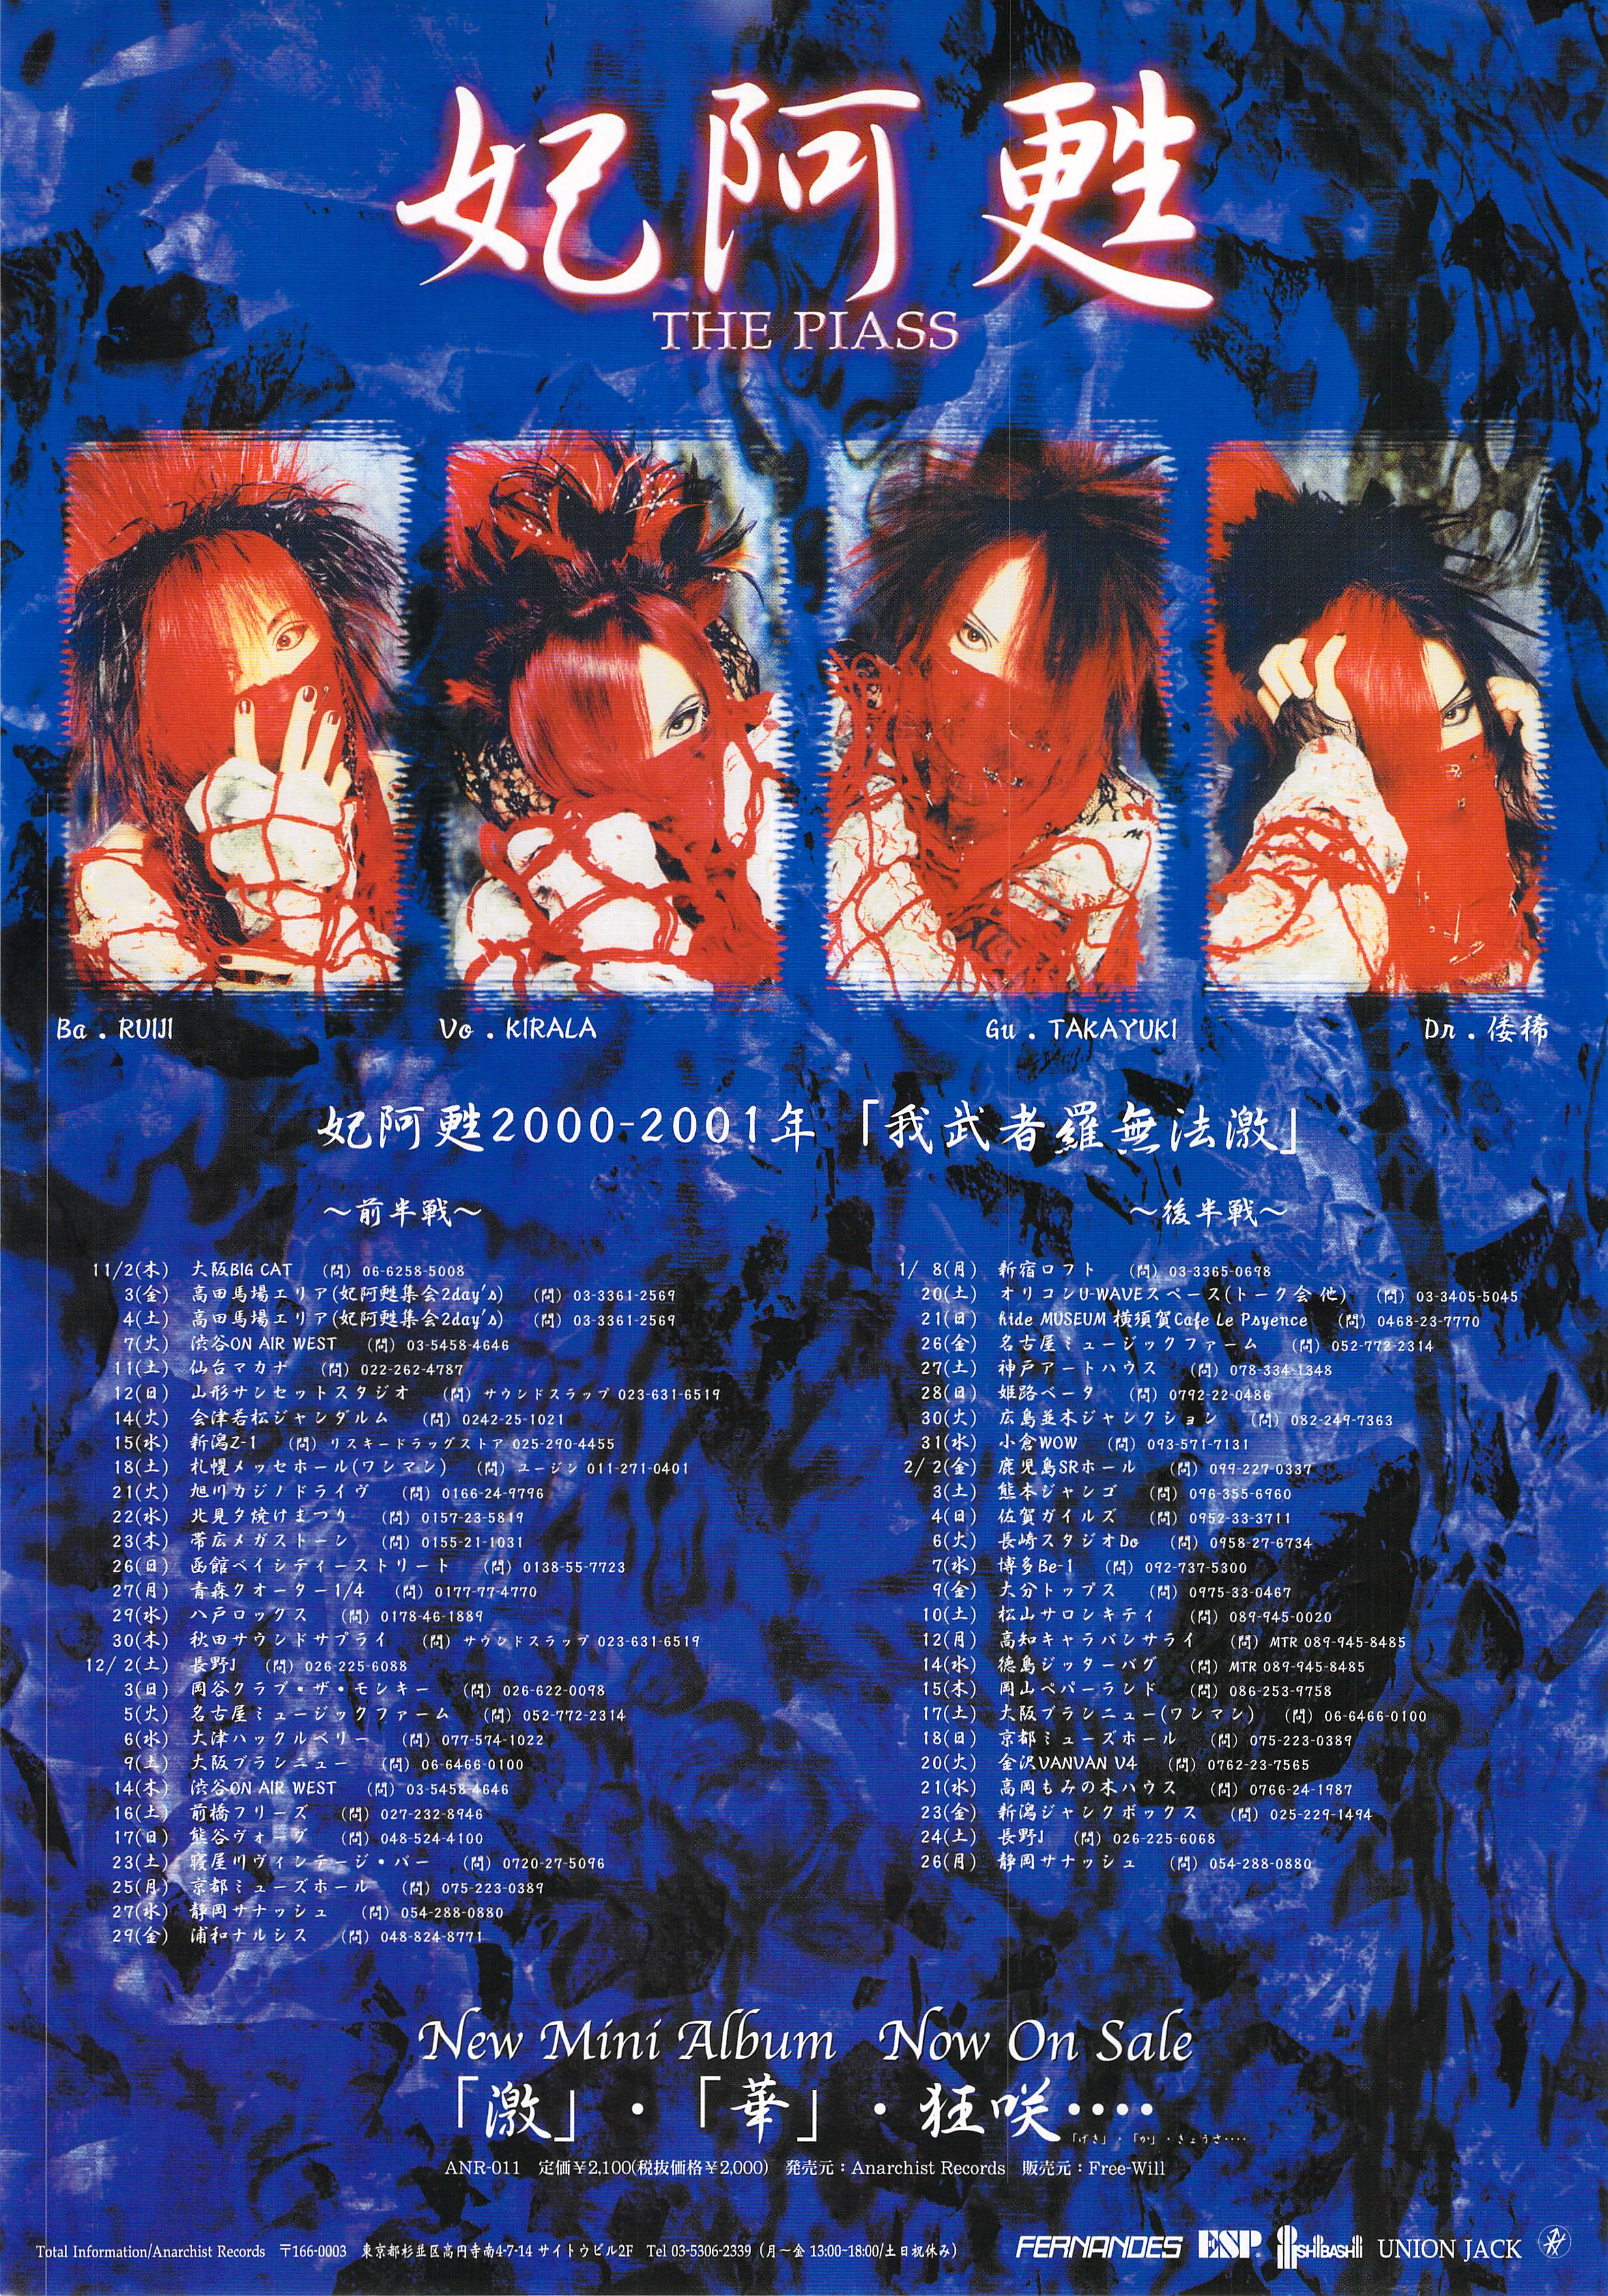 妃阿甦
THE PIASS
Ba . RUIJI
Vo . KIRALA
Gu . TAKAYUKI
Dr . 倭稀
妃阿甦2000-2001年 「我武者羅無法激」
～前半戦～
11/2(木) 大阪BIG CAT (問) 06-6258-5008
3(金) 高田馬場エリア(妃阿甦集会2day's) (問) 03-3361-2569
4(土) 高田馬場エリア(妃阿甦集会2day's) (問) 03-3361-2569
7(火) 渋谷ON AIR WEST (問) 03-5458-4646
11(土) 仙台マカナ (問) 022-262-4787
12(日) 山形サンセットスタジオ (問) サウンドスラップ 023-631-6519
14(火) 会津若松ジャンダルム (問) 0242-25-1021
15(水) 新潟Z-1 (問) リスキードラッグストア 025-290-4455
18(土) 札幌メッセホール(ワンマン) (問) ユージン 011-271-0401
21(火) 旭川カジノドライヴ (問) 0166-24-9796
22(水) 北見夕焼けまつり (問) 0157-23-5819
23(木) 帯広メガストーン (問) 0155-21-1031
26(日) 函館ベイシティーストリート (問) 0138-55-7723
27(月) 青森クオーター1/4 (問) 0177-77-4770
29(水) 八戸ロックス (問) 0178-46-1889
30(木) 秋田サウンドサプライ (問) サウンドスラップ 023-631-6519
12/ 2(土) 長野J (問) 026-225-6088
3(日) 岡谷クラブ・ザ・モンキー (問) 026-622-0098
5(火) 名古屋ミュージックファーム (問) 052-772-2314
6(水) 大津ハックルベリー (問) 077-574-1022
9(土) 大阪ブランニュー (問) 06-6466-0100
14(木) 渋谷ON AIR WEST (問) 03-5458-4646
16(土) 前橋フリーズ (問) 027-232-8946
17(日) 熊谷ヴォーグ (問) 048-524-4100
23(土) 寝屋川ヴィンテージ・バー (問) 0720-27-5096
25(月) 京都ミューズホール (問) 075-223-0389
27(水) 静岡サナッシュ (問) 054-288-0880
29(金) 浦和ナルシス (問) 048-824-8771
～後半戦～
1/ 8(月) 新宿ロフト (問) 03-3365-0698
20(土) オリコンU-WAVEスペース(トーク会 他) (問) 03-3405-5045
21(日) hide MUSEUM 横須賀Cafe Le Psyence (問) 0468-23-7770
26(金) 名古屋ミュージックファーム (問) 052-772-2314
27(土) 神戸アートハウス (問) 078-334-1348
28(日) 姫路ベータ (問) 0792-22-0486
30(火) 広島並木ジャンクション (問) 082-249-7363
31(水) 小倉WOW (問) 093-571-7131
2/ 2(金) 鹿児島SRホール (問) 099-227-0337
3(土) 熊本ジャンゴ (問) 096-355-6960
4(日) 佐賀ガイルズ (問) 0952-33-3711
6(火) 長崎スタジオDo (問) 0958-27-6734
7(水) 博多Be-1 (問) 092-737-5300
9(金) 大分トップス (問) 0975-33-0467
10(土) 松山サロンキティ (問) 089-945-0020
12(月) 高知キャラバンサライ (問) MTR 089-945-8485
14(水) 徳島ジッターバグ (問) MTR 089-945-8485
15(木) 岡山ペパーランド (問) 086-253-9758
17(土) 大阪ブランニュー(ワンマン) (問) 06-6466-0100
18(日) 京都ミューズホール (問) 075-223-0389
20(火) 金沢VANVAN V4 (問) 0762-23-7565
21(水) 高岡もみの木ハウス (問) 0766-24-1987
23(金) 新潟ジャンクボックス (問) 025-229-1494
24(土) 長野J (問) 026-225-6068
26(月) 静岡サナッシュ (問) 054-288-0880
New Mini Album Now On Sale
「激」・「華」・狂咲‥‥
「げき」・「か」・きょうさ‥‥
ANR-011 定価￥2,100(税抜価格￥2,000) 発売元：Anarchist Records 販売元：Free-Will
Total Information/Anarchist Records 〒166-0003 東京都杉並区高円寺南4-7-14 サイトウビル2F Tel 03-5306-2339 (月～金 13:00~18:00/土日祝休み)
FERNANDES ESP ISHIBASHI UNION JACK